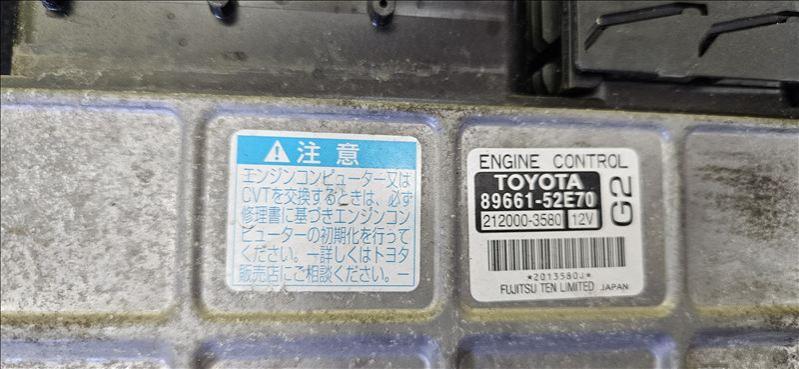 注意
エンジンコンピューター又は
CVTを交換するときは、必ず
修理書に基づきエンジンコン
ピューターの初期化を行って
ください。ー詳しくはトヨタ
販売店にご相談ください。ー
ENGINE CONTROL
TOYOTA
89661-52E70
212000-3580 12V
G2
*2013580J*
FUJITSU TEN LIMITED JAPAN